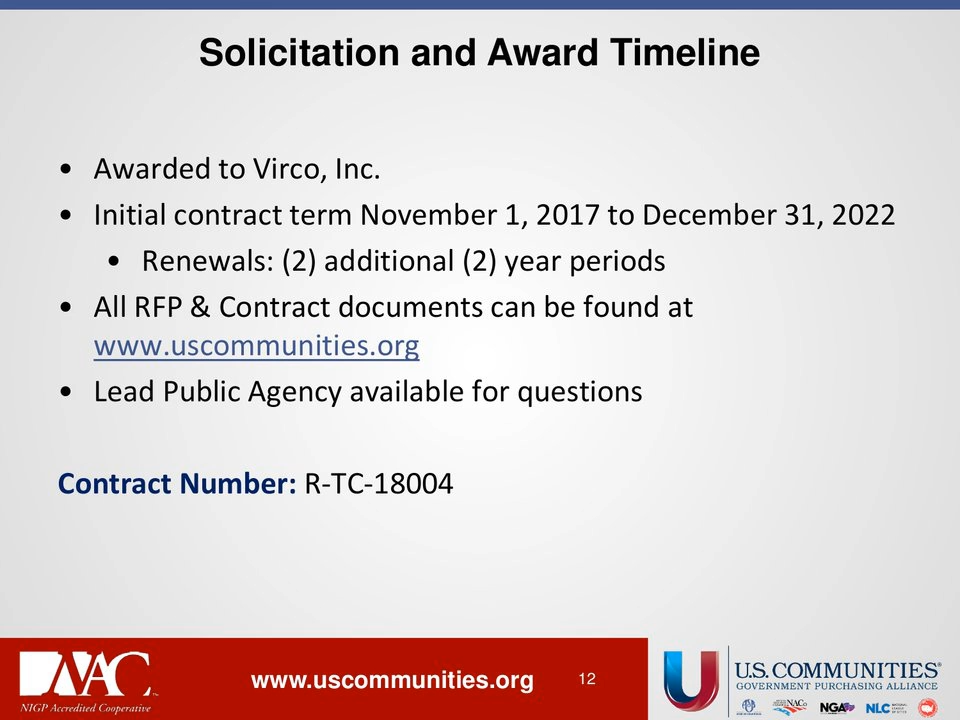 Solicitation and Award Timeline
• Awarded to Virco, Inc.
• Initial contract term November 1, 2017 to December 31, 2022
• Renewals: (2) additional (2) year periods
• All RFP & Contract documents can be found at
www.uscommunities.org
• Lead Public Agency available for questions
Contract Number: R-TC-18004
NAC™
NIGP Accredited Cooperative
www.uscommunities.org
12
U.S. COMMUNITIES®
GOVERNMENT PURCHASING ALLIANCE
NACo
NGA
NLC